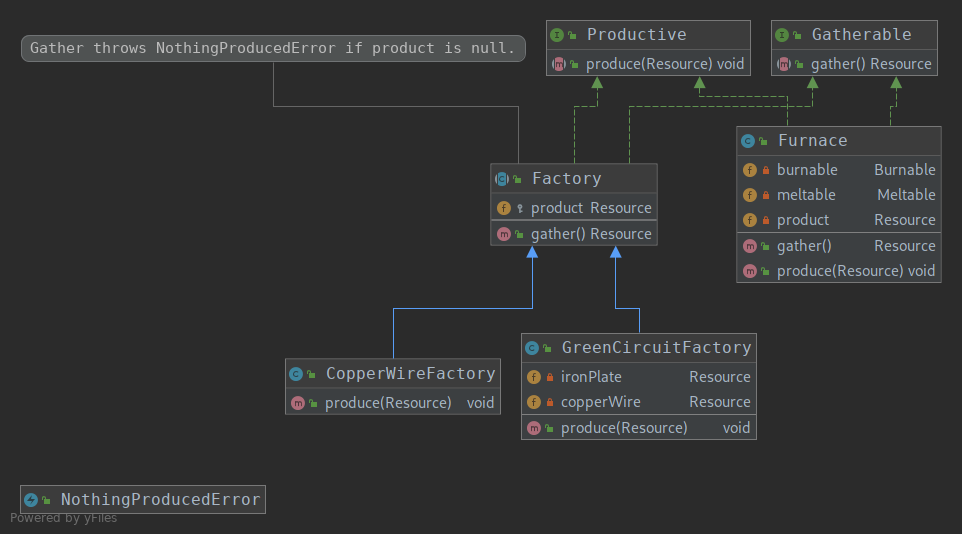 Gather throws NothingProducedError if product is null.
Productive
produce(Resource) void
Gatherable
gather() Resource
Furnace
burnable Burnable
meltable Meltable
product Resource
gather() Resource
produce(Resource) void
Factory
product Resource
gather() Resource
CopperWireFactory
produce(Resource) void
GreenCircuitFactory
ironPlate Resource
copperWire Resource
produce(Resource) void
NothingProducedError
Powered by yFiles